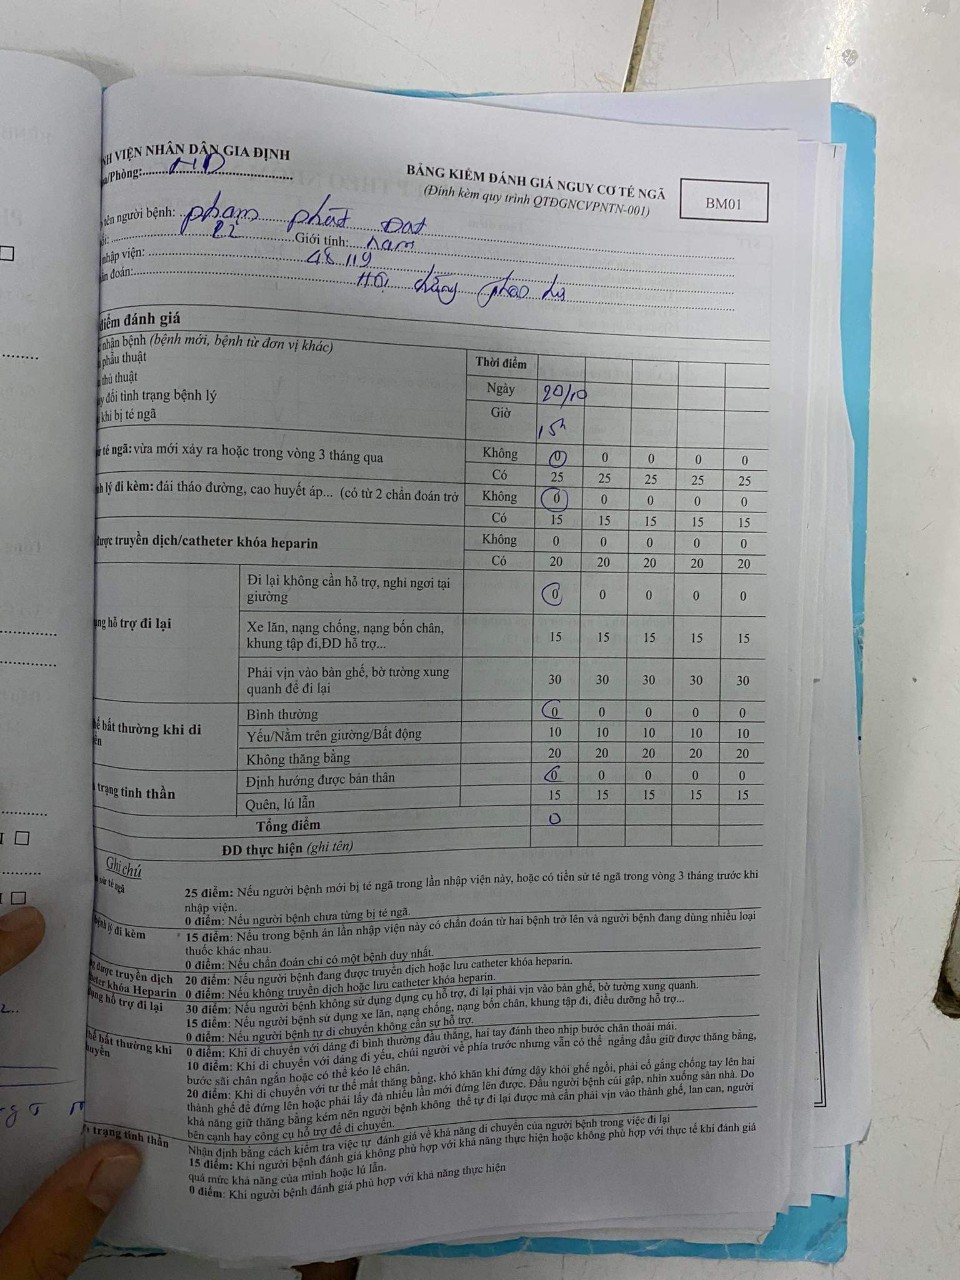 NH VIỆN NHÂN DÂN GIA ĐỊNH
a/Phòng: ND
BẢNG KIỂM ĐÁNH GIÁ NGUY CƠ TÉ NGÃ
(Đính kèm quy trình QTĐGNCVPNTN-001)
BM01
tên người bệnh: phạm phát Đạt
ổi: 22 Giới tính: nam
nhập viện: 48 119
ẩn đoán:
điểm đánh giá
nhận bệnh (bệnh mới, bệnh từ đơn vị khác)
phẫu thuật
thủ thuật
y đổi tình trạng bệnh lý
khi bị té ngã
Thời điểm
Ngày 20/10
Giờ 15h
ử té ngã: vừa mới xảy ra hoặc trong vòng 3 tháng qua Không 0 0 0 0 0
Có 25 25 25 25 25
nh lý đi kèm: đái tháo đường, cao huyết áp... (có từ 2 chẩn đoán trở Không 0 0 0 0 0
Có 15 15 15 15 15
được truyền dịch/catheter khóa heparin Không 0 0 0 0 0
Có 20 20 20 20 20
ng hỗ trợ đi lại
Đi lại không cần hỗ trợ, nghỉ ngơi tại
giường 0 0 0 0 0
Xe lăn, nạng chống, nạng bốn chân,
khung tập đi,ĐD hỗ trợ... 15 15 15 15 15
Phải vịn vào bàn ghế, bờ tường xung
quanh để đi lại 30 30 30 30 30
hế bất thường khi di
ển
Bình thường 0 0 0 0 0
Yếu/Nằm trên giường/Bất động 10 10 10 10 10
Không thăng bằng 20 20 20 20 20
trạng tinh thần
Định hướng được bản thân 0 0 0 0 0
Quên, lú lẫn 15 15 15 15 15
Tổng điểm 0
ĐD thực hiện (ghi tên)
Ghi chú
sử té ngã
25 điểm: Nếu người bệnh mới bị té ngã trong lần nhập viện này, hoặc có tiền sử té ngã trong vòng 3 tháng trước khi
nhập viện.
0 điểm: Nếu người bệnh chưa từng bị té ngã
bệnh lý đi kèm
15 điểm: Nếu trong bệnh án lần nhập viện này có chẩn đoán từ hai bệnh trở lên và người bệnh đang dùng nhiều loại
thuốc khác nhau.
0 điểm: Nếu chẩn đoán chỉ có một bệnh duy nhất.
g được truyền dịch
heter khóa Heparin
20 điểm: Nếu người bệnh đang được truyền dịch hoặc lưu catheter khóa heparin.
0 điểm: Nếu không truyền dịch hoặc lưu catheter khóa heparin.
dụng hỗ trợ đi lại
30 điểm: Nếu người bệnh không sử dụng dụng cụ hỗ trợ, đi lại phải vịn vào bàn ghế, bờ tường xung quanh.
15 điểm: Nếu người bệnh sử dụng xe lăn, nạng chống, nạng bốn chân, khung tập đi, điều dưỡng hỗ trợ...
0 điểm: Nếu người bệnh tự di chuyển không cần sự hỗ trợ.
thế bất thường khi
huyển
0 điểm: Khi di chuyển với dáng đi bình thường đầu thẳng, hai tay đánh theo nhịp bước chân thoải mái.
10 điểm: Khi di chuyển với dáng đi yếu, chúi người về phía trước nhưng vẫn có thể ngẩng đầu giữ được thăng bằng,
bước sải chân ngắn hoặc có thể kéo lê chân.
20 điểm: Khi di chuyển với tư thế mất thăng bằng, khó khăn khi đứng dậy khỏi ghế ngồi, phải cố gắng chống tay lên hai
thành ghế để đứng lên hoặc phải lấy đà nhiều lần mới đứng lên được. Đầu người bệnh cúi gập, nhìn xuống sàn nhà. Do
khả năng giữ thăng bằng kém nên người bệnh không thể tự đi lại được mà cần phải vịn vào thành ghế, lan can, người
bên cạnh hay công cụ hỗ trợ để di chuyển.
trạng tinh thần
Nhận định bằng cách kiểm tra việc tự đánh giá về khả năng di chuyển của người bệnh trong việc đi lại
15 điểm: Khi người bệnh đánh giá không phù hợp với khả năng thực hiện hoặc không phù hợp với thực tế khi đánh giá
quá mức khả năng của mình hoặc lú lẫn.
0 điểm: Khi người bệnh đánh giá phù hợp với khả năng thực hiện